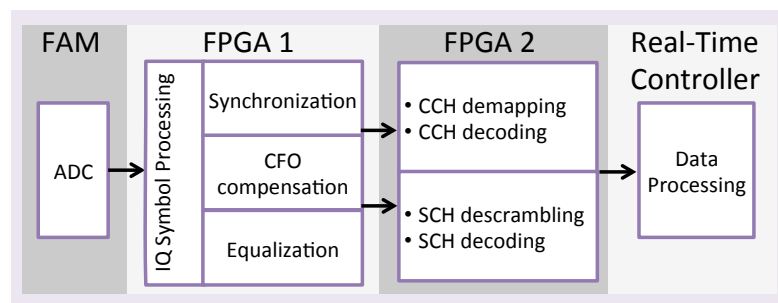 FAM
FPGA 1
FPGA 2
Real-Time
Controller
ADC
IQ Symbol Processing
Synchronization
CFO
compensation
Equalization
• CCH demapping
• CCH decoding
• SCH descrambling
• SCH decoding
Data
Processing